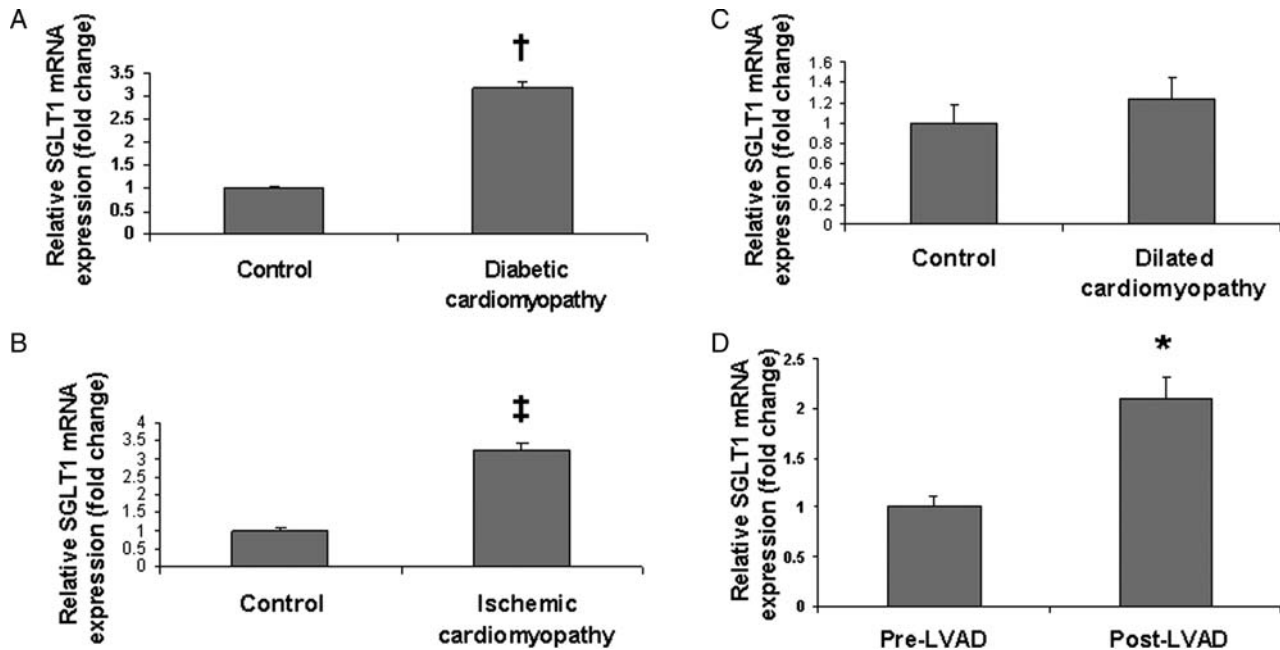 A
Relative SGLT1 mRNA
expression (fold change)
3.5
3
2.5
2
1.5
1
0.5
0
†
Control
Diabetic
cardiomyopathy
B
Relative SGLT1 mRNA
expression (fold change)
4
3.5
3
2.5
2
1.5
1
0.5
0
‡
Control
Ischemic
cardiomyopathy
C
Relative SGLT1 mRNA
expression (fold change)
1.6
1.4
1.2
1
0.8
0.6
0.4
0.2
0
Control
Dilated
cardiomyopathy
D
Relative SGLT1 mRNA
expression (fold change)
2.5
2
1.5
1
0.5
0
*
Pre-LVAD
Post-LVAD